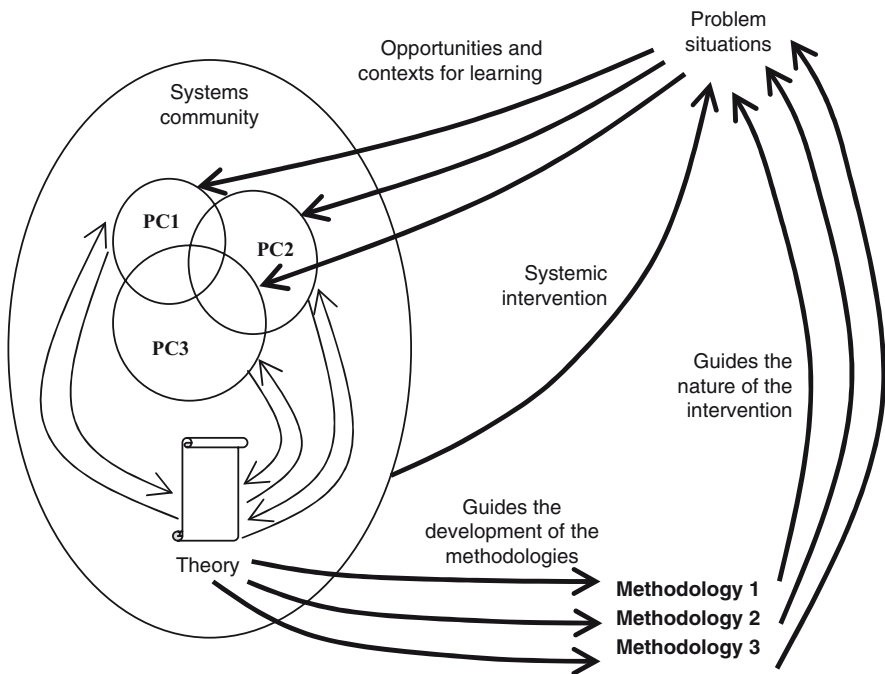 Problem
situations
Opportunities and
contexts for learning
Systems
community
PC1
PC2
PC3
Systemic
intervention
Guides the
nature of the
intervention
Guides the
development of the
methodologies
Theory
Methodology 1
Methodology 2
Methodology 3